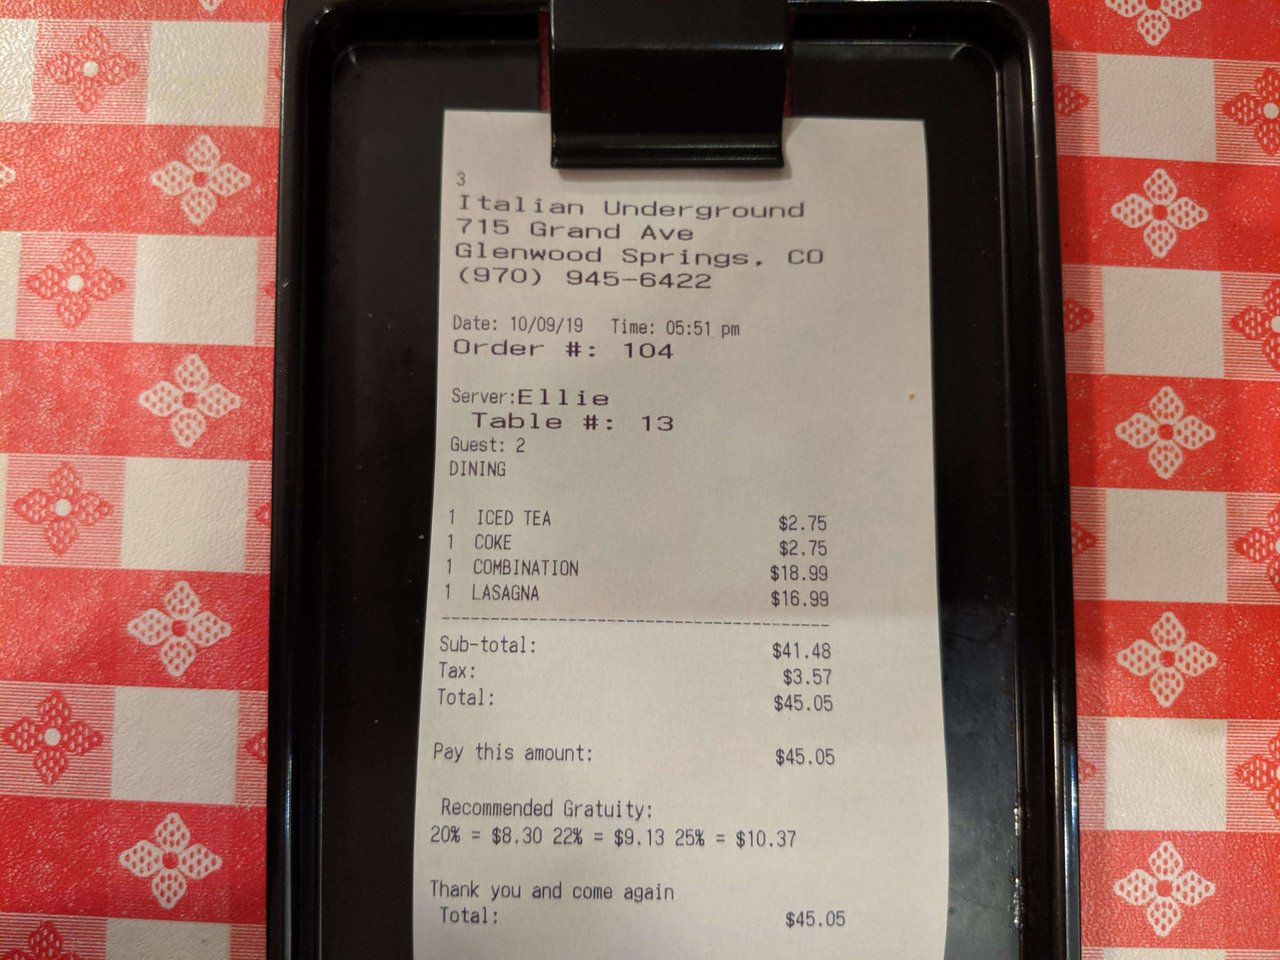 3
Italian Underground
715 Grand Ave
Glenwood Springs, CO
(970) 945-6422
Date: 10/09/19 Time: 05:51 pm
Order #: 104
Server:Ellie
Table #: 13
Guest: 2
DINING
1 ICED TEA $2.75
1 COKE $2.75
1 COMBINATION $18.99
1 LASAGNA $16.99
Sub-total: $41.48
Tax: $3.57
Total: $45.05
Pay this amount: $45.05
Recommended Gratuity:
20% = $8.30 22% = $9.13 25% = $10.37
Thank you and come again
Total: $45.05